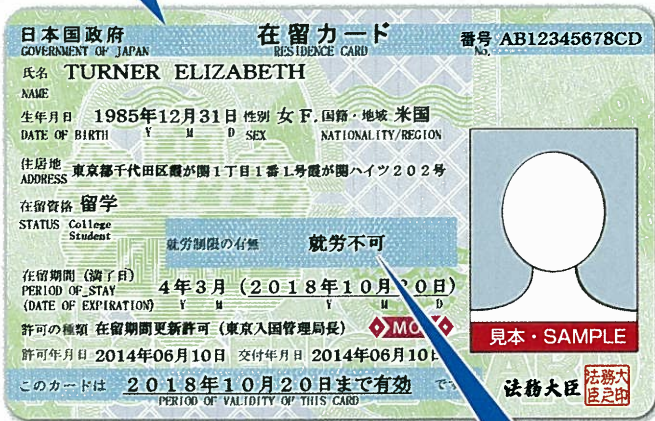 日本国政府 在留カード 番号 AB12345678CD
GOVERNMENT OF JAPAN RESIDENCE CARD No.
氏名 TURNER ELIZABETH
NAME
生年月日 1985年12月31日 性別 女 F. 国籍・地域 米国
DATE OF BIRTH Y M D SEX NATIONALITY/REGION
住居地 東京都千代田区霞が関1丁目1番1号霞が関ハイツ202号
ADDRESS
在留資格 留学
STATUS College Student
就労制限の有無 就労不可
在留期間(満了日) 4年3月(2018年10月20日)
PERIOD OF STAY
(DATE OF EXPIRATION) Y M Y M D
許可の種類 在留期間更新許可(東京入国管理局長) MOJ
見本・SAMPLE
許可年月日 2014年06月10日 交付年月日 2014年06月10日
このカードは 2018年10月20日まで有効 です
PERIOD OF VALIDITY OF THIS CARD
法務大臣 法務大臣之印